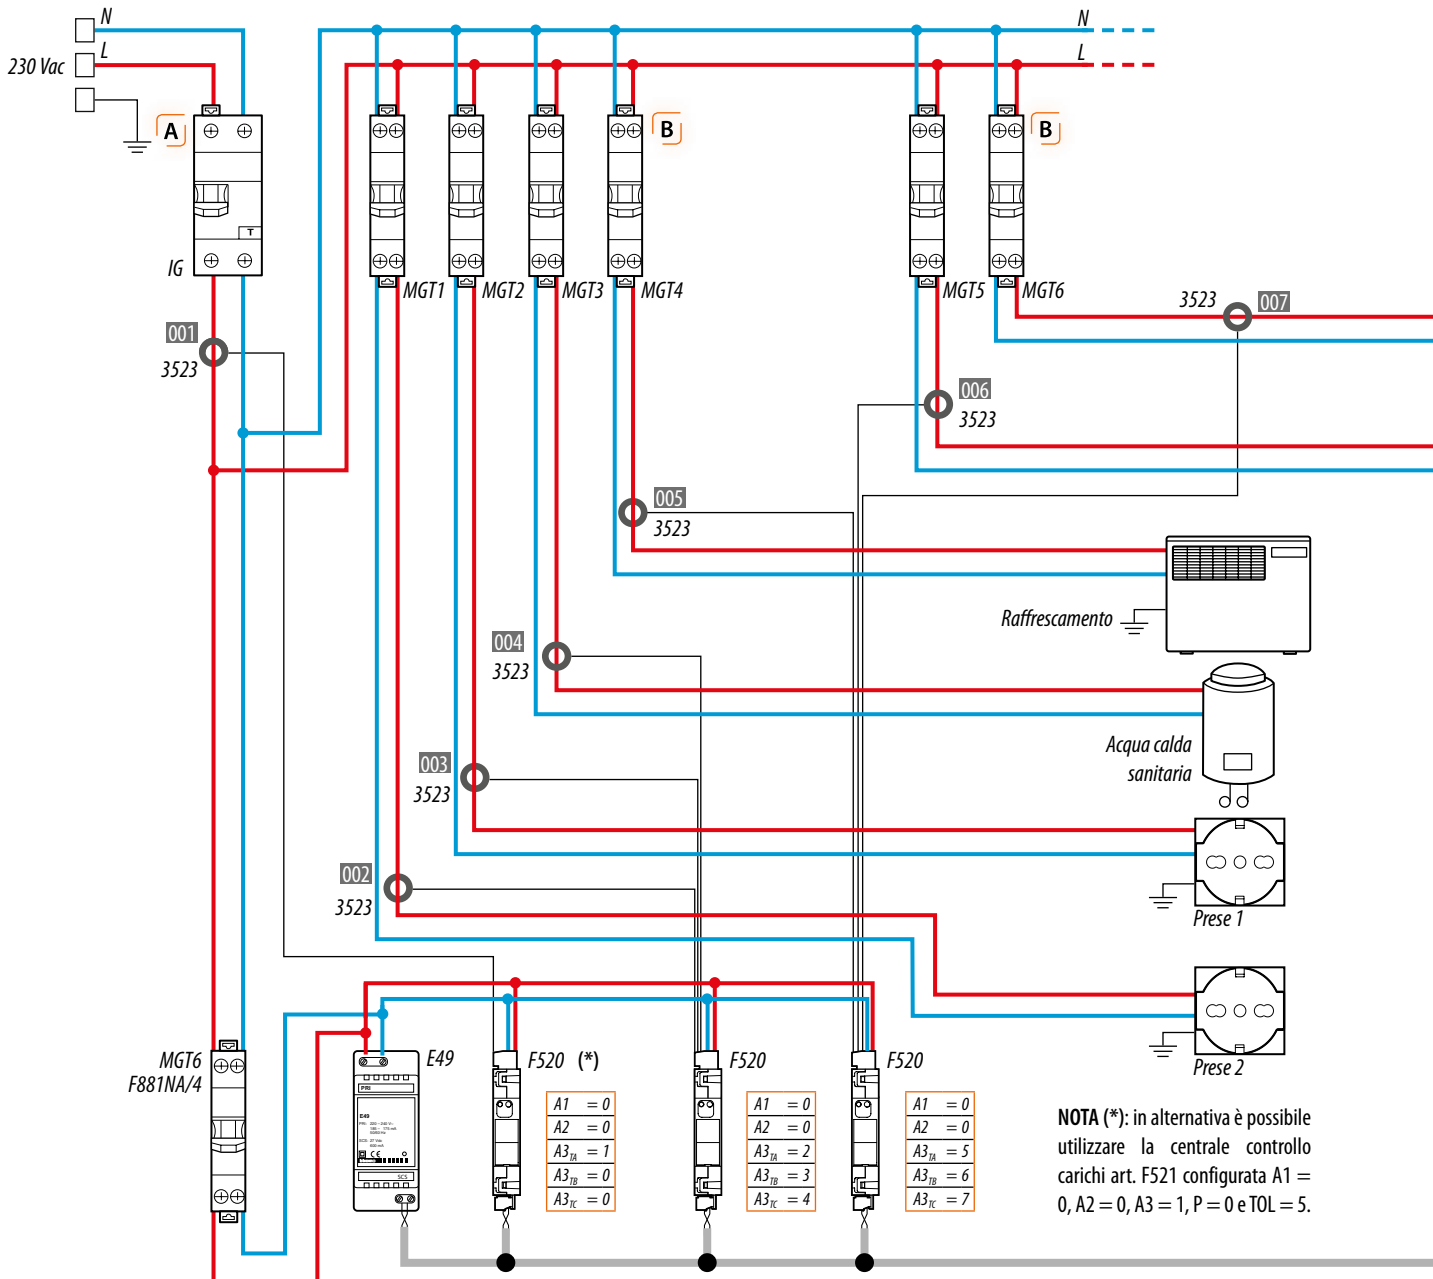 N
L
230 Vac
N
L
A
B
B
T
IG
MGT1
MGT2
MGT3
MGT4
MGT5
MGT6
001
3523
3523
007
006
3523
005
3523
004
3523
003
3523
002
3523
Raffrescamento
Acqua calda
sanitaria
Prese 1
Prese 2
MGT6
F881NA/4
E49
F520 (*)
F520
F520
PRI
E49
SCS
A1 = 0
A2 = 0
A3TA = 1
A3TB = 0
A3TC = 0
A1 = 0
A2 = 0
A3TA = 2
A3TB = 3
A3TC = 4
A1 = 0
A2 = 0
A3TA = 5
A3TB = 6
A3TC = 7
NOTA (*): in alternativa è possibile
utilizzare la centrale controllo
carichi art. F521 configurata A1 =
0, A2 = 0, A3 = 1, P = 0 e TOL = 5.